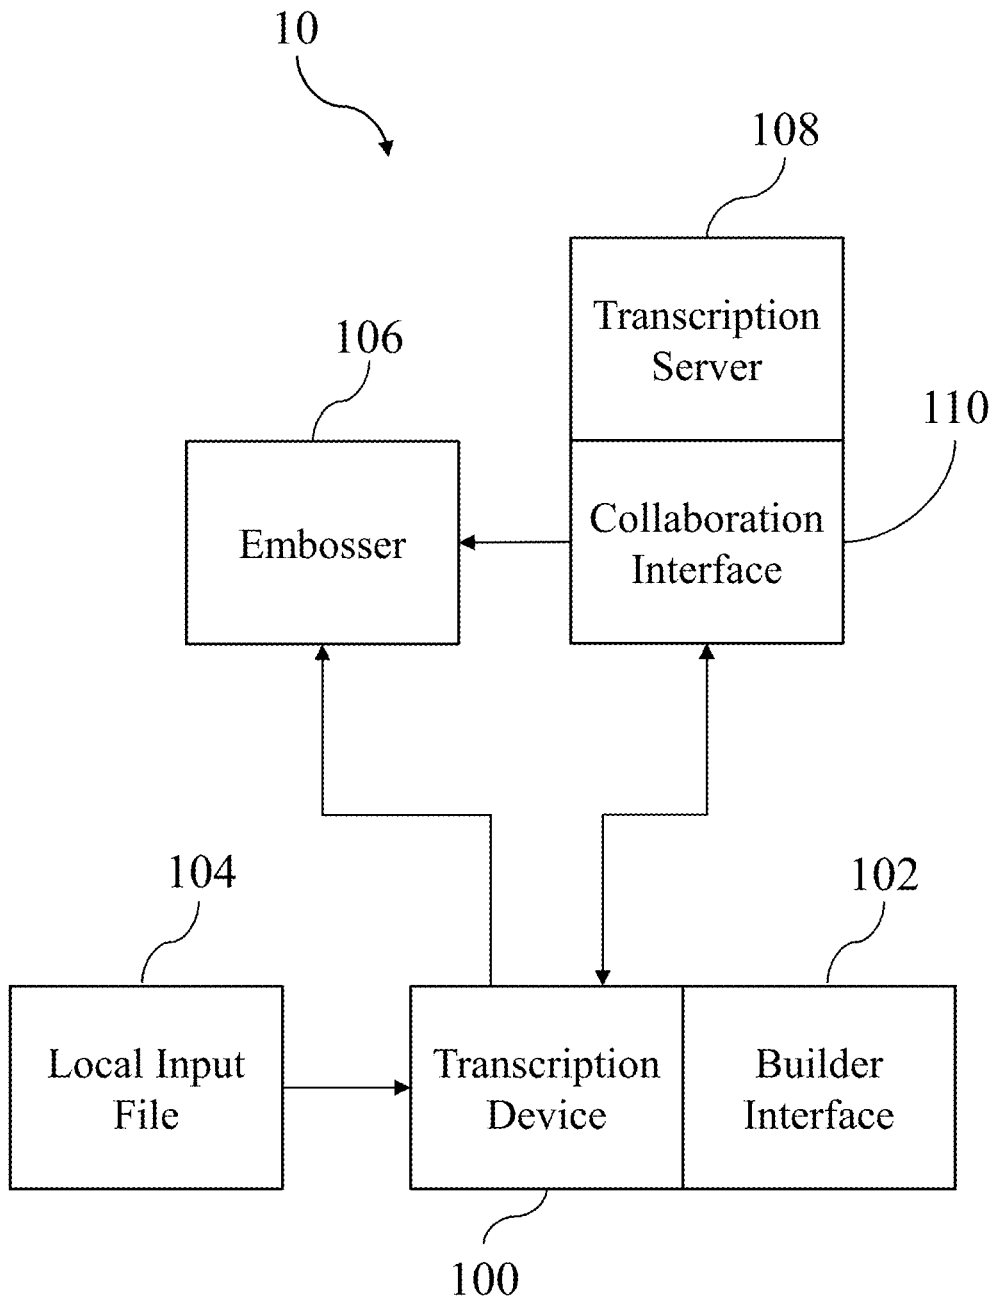 10
108
Transcription
Server
106
110
Embosser
Collaboration
Interface
104
102
Local Input
File
Transcription
Device
Builder
Interface
100